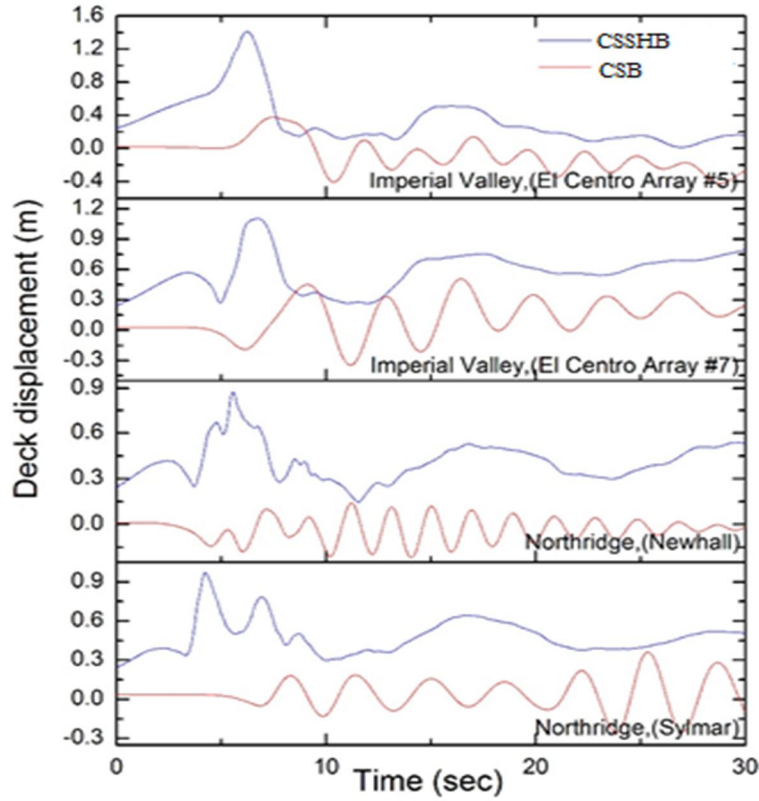 Deck displacement (m)
1.6
1.2
0.8
0.4
0.0
-0.4
CSSHB
CSB
Imperial Valley,(El Centro Array #5)
1.2
0.9
0.6
0.3
0.0
-0.3
Imperial Valley,(El Centro Array #7)
0.9
0.6
0.3
0.0
Northridge,(Newhall)
0.9
0.6
0.3
0.0
-0.3
Northridge,(Sylmar)
0 10 20 30
Time (sec)